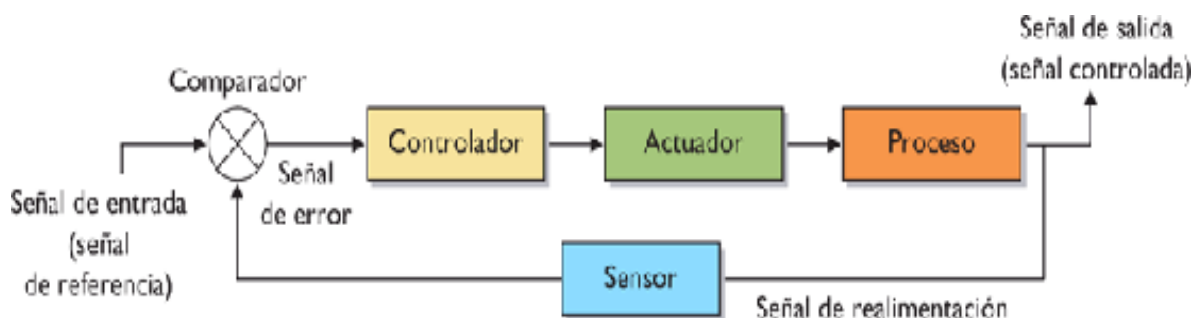 Señal de salida
(señal controlada)
Comparador
Controlador
Actuador
Proceso
Señal
de error
Señal de entrada
(señal
de referencia)
Sensor
Señal de realimentación